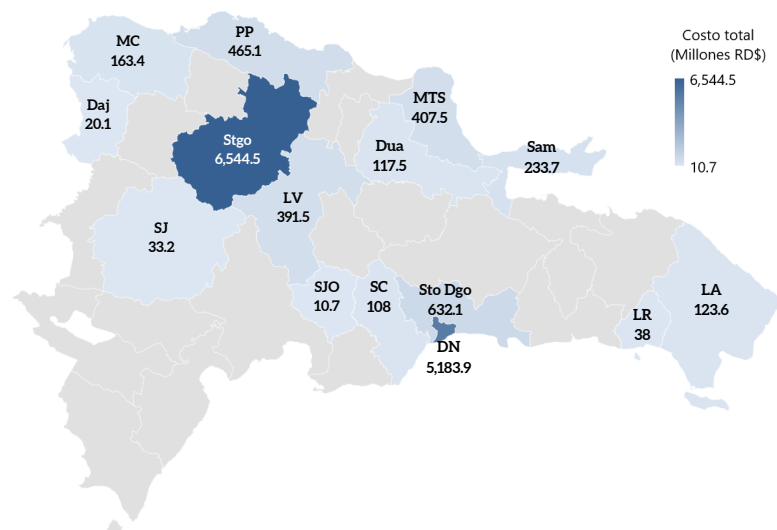 Costo total
(Millones RD$)
6,544.5
10.7
MC
163.4
PP
465.1
Daj
20.1
Stgo
6,544.5
MTS
407.5
Dua
117.5
Sam
233.7
LV
391.5
SJ
33.2
SJO
10.7
SC
108
Sto Dgo
632.1
DN
5,183.9
LR
38
LA
123.6